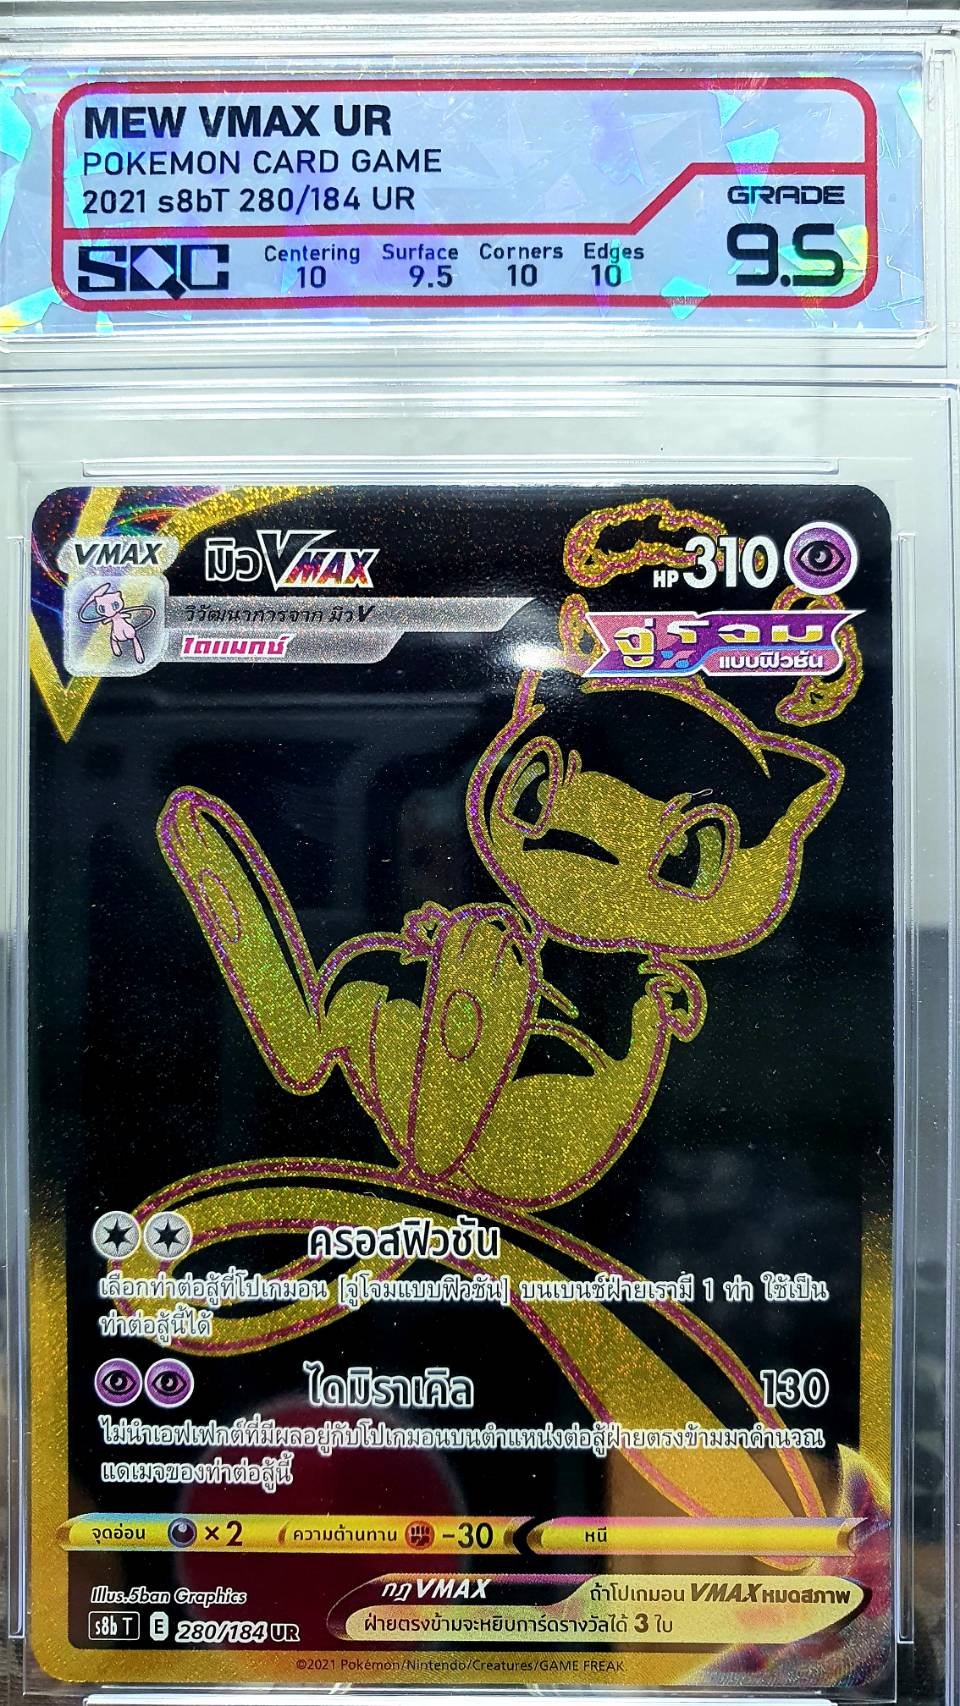 MEW VMAX UR
POKEMON CARD GAME
2021 s8bT 280/184 UR
GRADE
9.5
SQC
Centering Surface Corners Edges
10 9.5 10 10
VMAX
มิว VMAX
HP 310
วิวัฒนาการจาก มิว V
ไดแมกซ์
จู่โจม
แบบฟิวชัน
ครอสฟิวชัน
เลือกท่าต่อสู้ที่โปเกมอน [จู่โจมแบบฟิวชัน] บนเบนช์ฝ่ายเรามี 1 ท่า ใช้เป็น
ท่าต่อสู้นี้ได้
ไดมิราเคิล 130
ไม่นำเอฟเฟกต์ที่มีผลอยู่กับโปเกมอนบนตำแหน่งต่อสู้ฝ่ายตรงข้ามมาคำนวณ
แดเมจของท่าต่อสู้นี้
จุดอ่อน ×2 ความต้านทาน -30 หนี
Illus.5ban Graphics
กฎ VMAX ถ้าโปเกมอน VMAX หมดสภาพ
ฝ่ายตรงข้ามจะหยิบการ์ดรางวัลได้ 3 ใบ
s8b T E 280/184 UR
©2021 Pokémon/Nintendo/Creatures/GAME FREAK